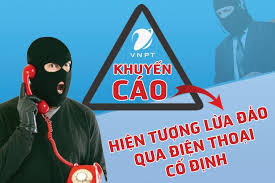 VNPT
KHUYẾN
CÁO
HIỆN TƯỢNG LỪA ĐẢO
QUA ĐIỆN THOẠI
CỐ ĐỊNH